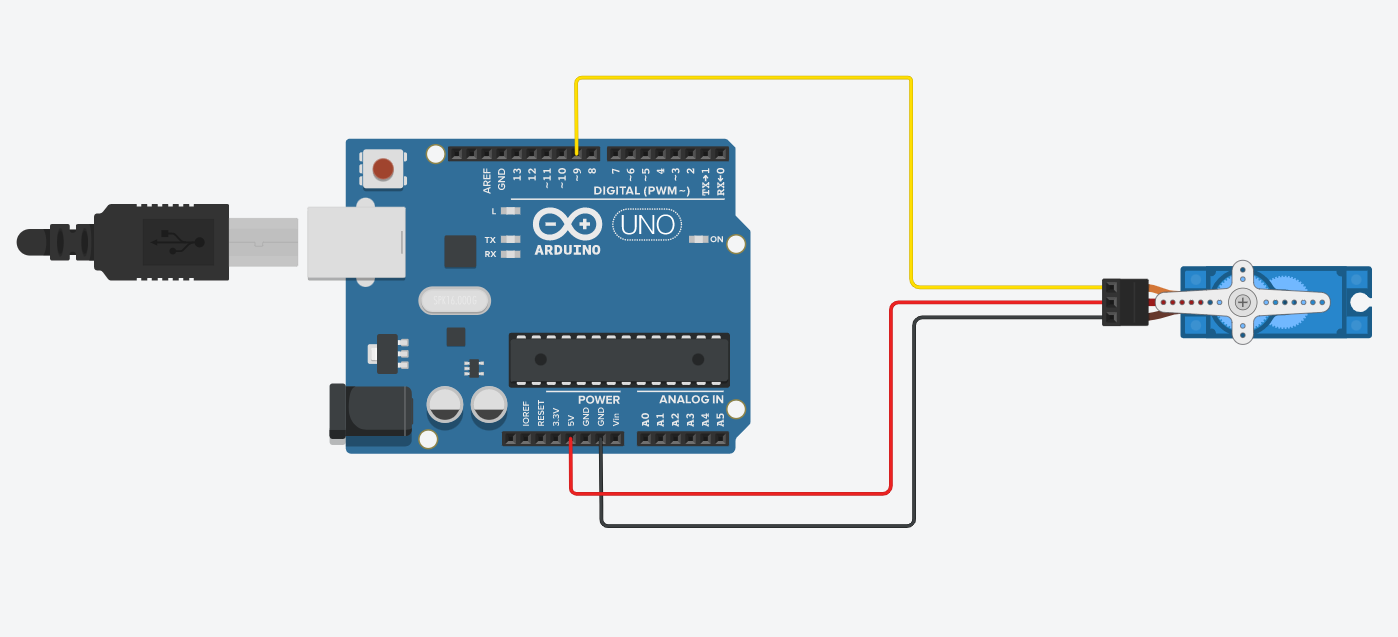 AREF
GND
13
12
~11
~10
~9
8
7
~6
~5
4
~3
2
TX→1
RX←0
DIGITAL (PWM~)
L
TX
RX
ARDUINO
UNO
ON
POWER
ANALOG IN
IOREF
RESET
3.3V
5V
GND
GND
Vin
A0
A1
A2
A3
A4
A5